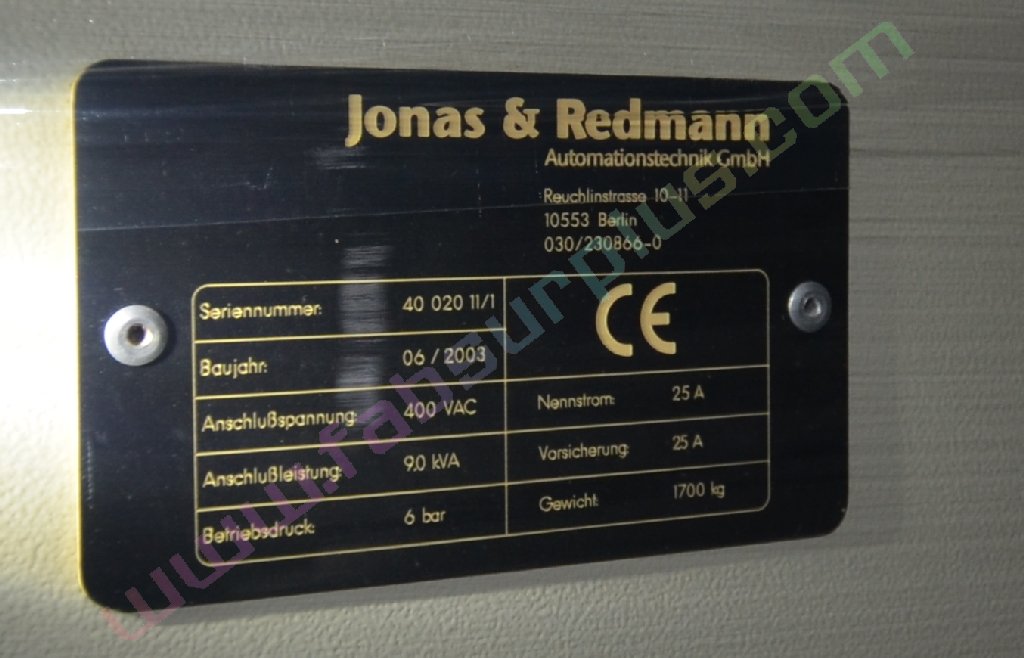 Jonas & Redmann
Automationstechnik GmbH
Reuchlinstrasse 10-11
10553 Berlin
030/230866-0
Seriennummer: 40 020 11/1
CE
Baujahr: 06 / 2003
Anschlußspannung: 400 VAC
Nennstrom: 25 A
Anschlußleistung: 9.0 kVA
Vorsicherung: 25 A
Betriebsdruck: 6 bar
Gewicht: 1700 kg
www.fabsurplus.com